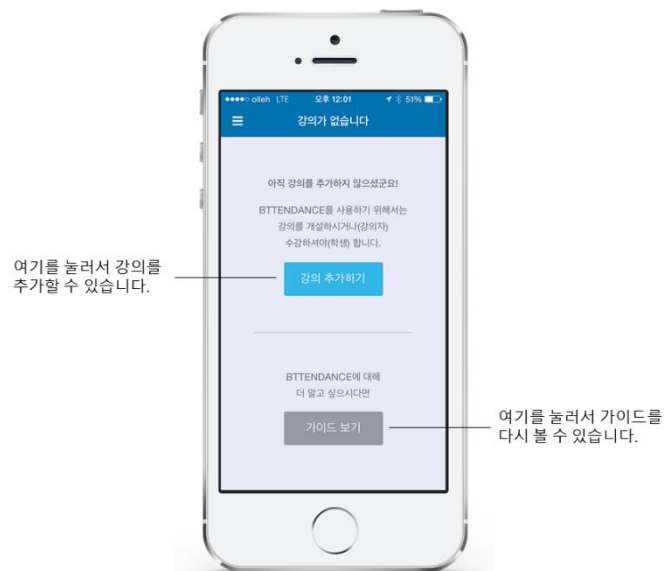 olleh LTE 오후 12:01 51%
강의가 없습니다
아직 강의를 추가하지 않으셨군요!
BTTENDANCE를 사용하기 위해서는
강의를 개설하시거나(강의자)
수강하셔야(학생) 합니다.
여기를 눌러서 강의를
추가할 수 있습니다.
강의 추가하기
BTTENDANCE에 대해
더 알고 싶으시다면
가이드 보기
여기를 눌러서 가이드를
다시 볼 수 있습니다.